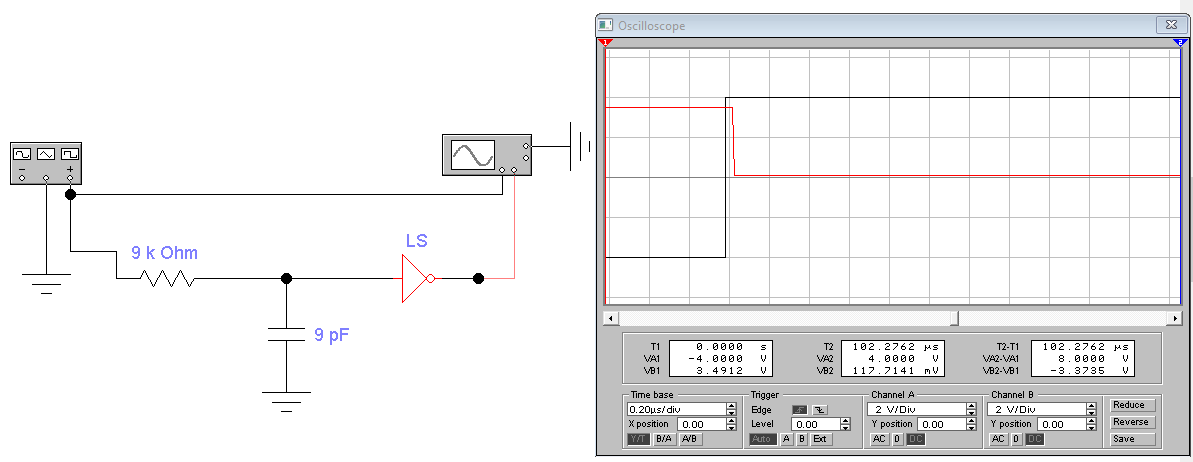 Oscilloscope
1
2
9 k Ohm
LS
9 pF
T1 0.0000 s T2 102.2762 µs T2-T1 102.2762 µs
VA1 -4.0000 V VA2 4.0000 V VA2-VA1 8.0000 V
VB1 3.4912 V VB2 117.7141 mV VB2-VB1 -3.3735 V
Time base Trigger Channel A Channel B
0.20µs/div Edge 2 V/Div 2 V/Div Reduce
X position 0.00 Level 0.00 Y position 0.00 Y position 0.00 Reverse
Y/T B/A A/B Auto A B Ext AC 0 DC AC 0 DC Save